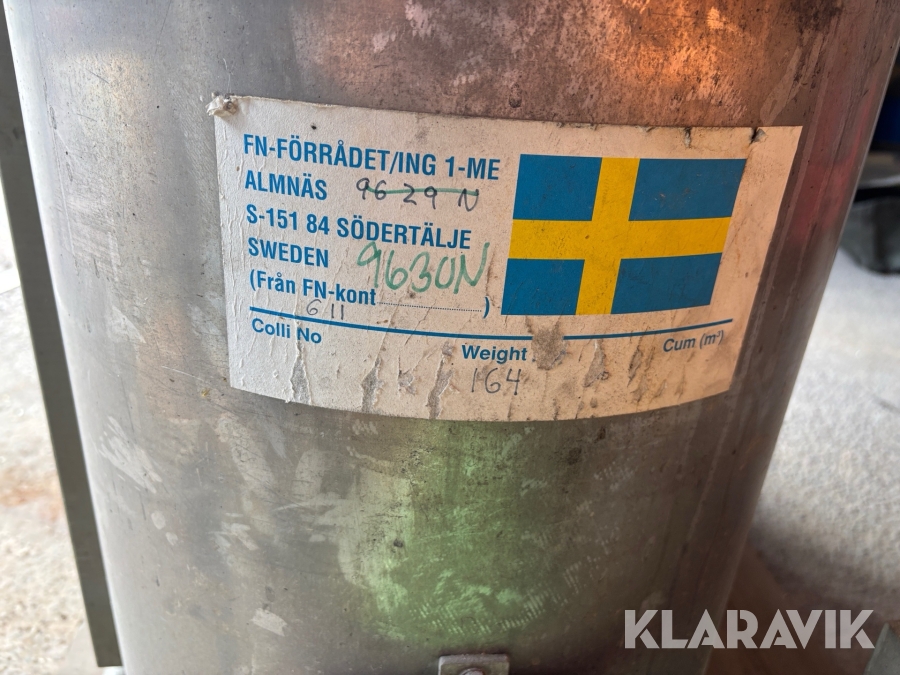 FN-FÖRRÅDET/ING 1-ME
ALMNÄS 9629 N
S-151 84 SÖDERTÄLJE
SWEDEN 9630N
(Från FN-kont....................)
611
Colli No Weight Cum (m³)
164
KLARAVIK